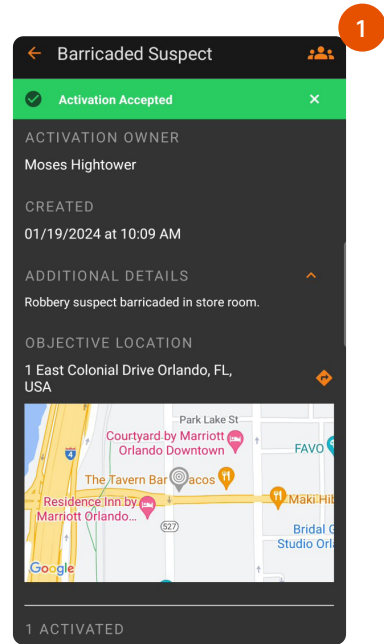 1
Barricaded Suspect
Activation Accepted
ACTIVATION OWNER
Moses Hightower
CREATED
01/19/2024 at 10:09 AM
ADDITIONAL DETAILS
Robbery suspect barricaded in store room.
OBJECTIVE LOCATION
1 East Colonial Drive Orlando, FL,
USA
Park Lake St
Courtyard by Marriott
Orlando Downtown
FAVO
4
The Tavern Bar
acos
Residence Inn by
Marriott Orlando...
Maki Hi
527
Bridal
Studio Orl
Google
1 ACTIVATED